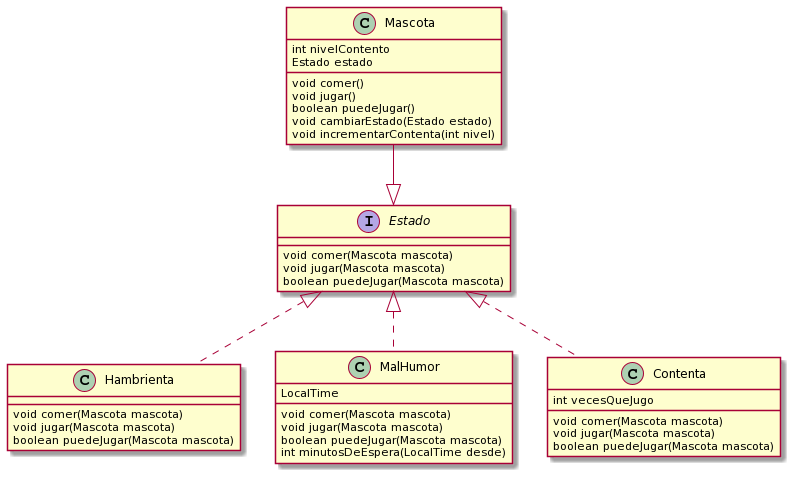 C Mascota
int nivelContento
Estado estado
void comer()
void jugar()
boolean puedeJugar()
void cambiarEstado(Estado estado)
void incrementarContenta(int nivel)
I Estado
void comer(Mascota mascota)
void jugar(Mascota mascota)
boolean puedeJugar(Mascota mascota)
C Hambrienta
void comer(Mascota mascota)
void jugar(Mascota mascota)
boolean puedeJugar(Mascota mascota)
C MalHumor
LocalTime
void comer(Mascota mascota)
void jugar(Mascota mascota)
boolean puedeJugar(Mascota mascota)
int minutosDeEspera(LocalTime desde)
C Contenta
int vecesQueJugo
void comer(Mascota mascota)
void jugar(Mascota mascota)
boolean puedeJugar(Mascota mascota)